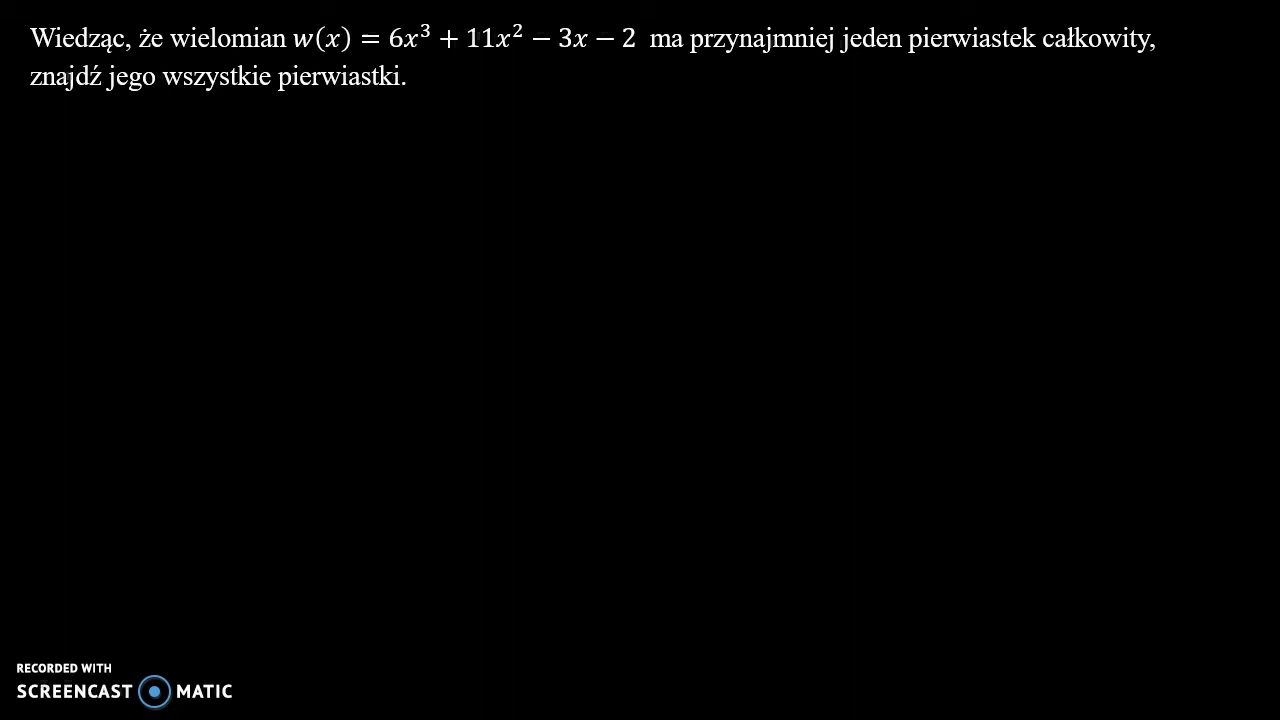 Wiedząc, że wielomian 𝑤(𝑥) = 6𝑥³ + 11𝑥² − 3𝑥 − 2 ma przynajmniej jeden pierwiastek całkowity,
znajdź jego wszystkie pierwiastki.
RECORDED WITH
SCREENCAST MATIC